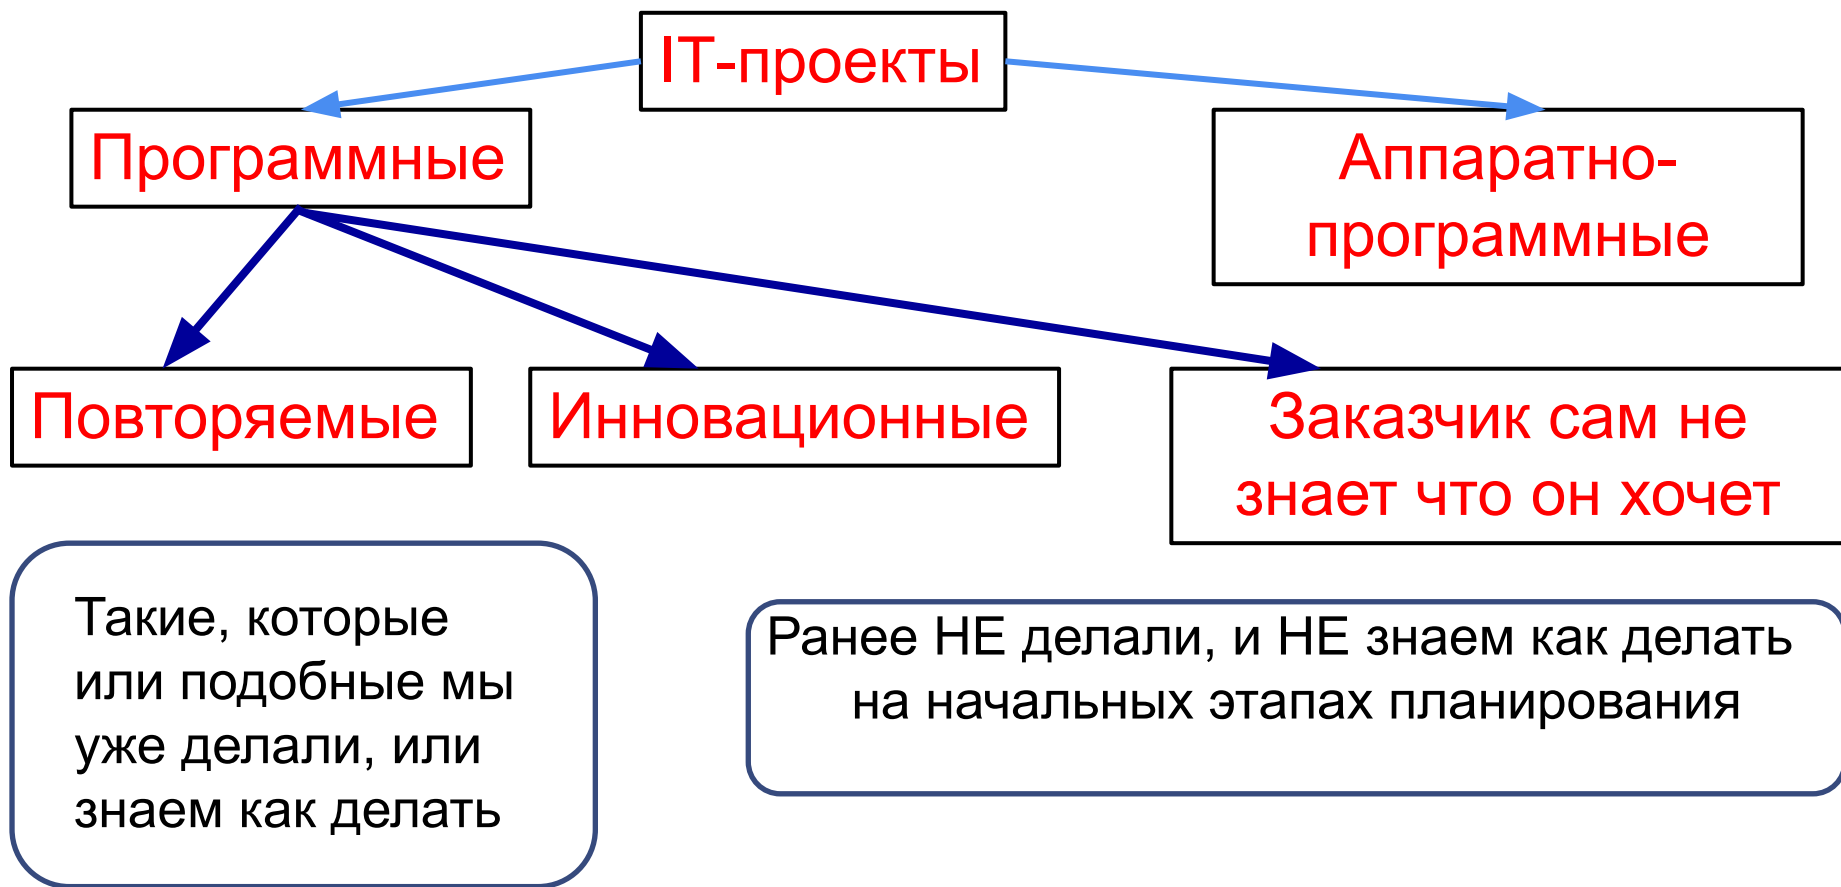 IT-проекты
Программные
Аппаратно-
программные
Повторяемые
Инновационные
Заказчик сам не
знает что он хочет
Такие, которые
или подобные мы
уже делали, или
знаем как делать
Ранее НЕ делали, и НЕ знаем как делать
на начальных этапах планирования